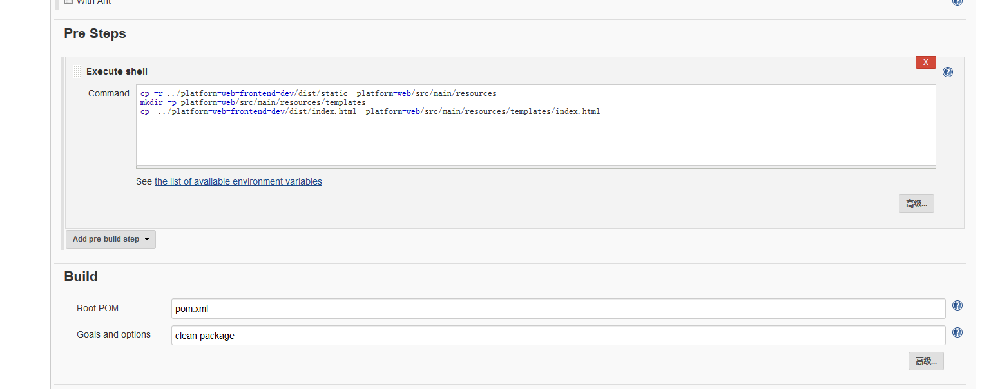 With Ant
Pre Steps
X
Execute shell
Command
cp -r ../platform-web-frontend-dev/dist/static  platform-web/src/main/resources
mkdir -p platform-web/src/main/resources/templates
cp  ../platform-web-frontend-dev/dist/index.html  platform-web/src/main/resources/templates/index.html
See the list of available environment variables
高级...
Add pre-build step
Build
Root POM
pom.xml
Goals and options
clean package
高级...